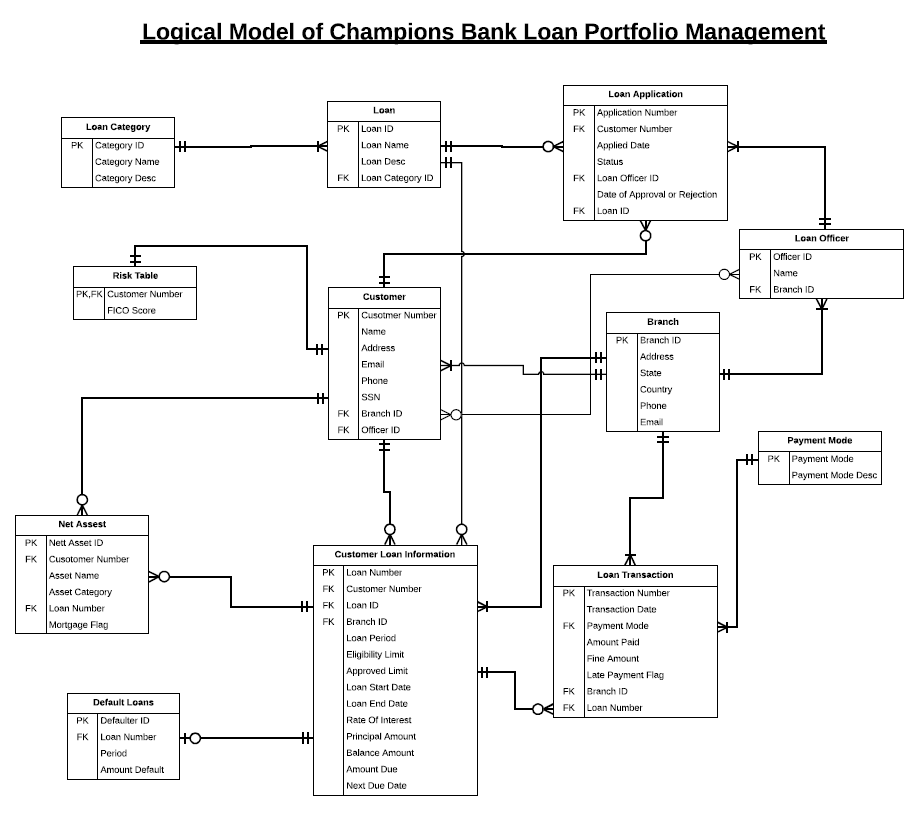 Logical Model of Champions Bank Loan Portfolio Management
Loan Category
PK Category ID
Category Name
Category Desc
Loan
PK Loan ID
Loan Name
Loan Desc
FK Loan Category ID
Loan Application
PK Application Number
FK Customer Number
Applied Date
Status
FK Loan Officer ID
Date of Approval or Rejection
FK Loan ID
Loan Officer
PK Officer ID
Name
FK Branch ID
Risk Table
PK,FK Customer Number
FICO Score
Customer
PK Cusotmer Number
Name
Address
Email
Phone
SSN
FK Branch ID
FK Officer ID
Branch
PK Branch ID
Address
State
Country
Phone
Email
Payment Mode
PK Payment Mode
Payment Mode Desc
Net Assest
PK Nett Asset ID
FK Cusotomer Number
Asset Name
Asset Category
FK Loan Number
Mortgage Flag
Customer Loan Information
PK Loan Number
FK Customer Number
FK Loan ID
FK Branch ID
Loan Period
Eligibility Limit
Approved Limit
Loan Start Date
Loan End Date
Rate Of Interest
Principal Amount
Balance Amount
Amount Due
Next Due Date
Loan Transaction
PK Transaction Number
Transaction Date
FK Payment Mode
Amount Paid
Fine Amount
Late Payment Flag
FK Branch ID
FK Loan Number
Default Loans
PK Defaulter ID
FK Loan Number
Period
Amount Default